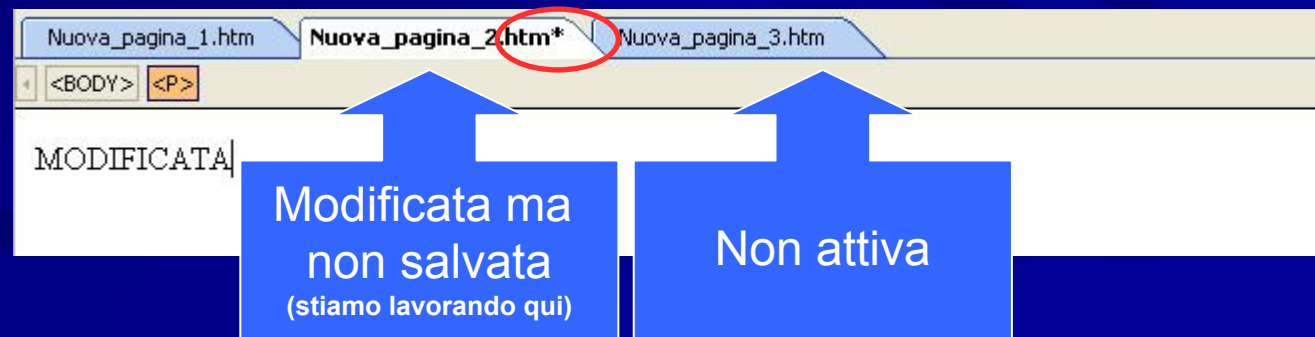 Nuova_pagina_1.htm Nuova_pagina_2.htm* Nuova_pagina_3.htm
<BODY> <P>
MODIFICATA
Modificata ma
non salvata
(stiamo lavorando qui)
Non attiva